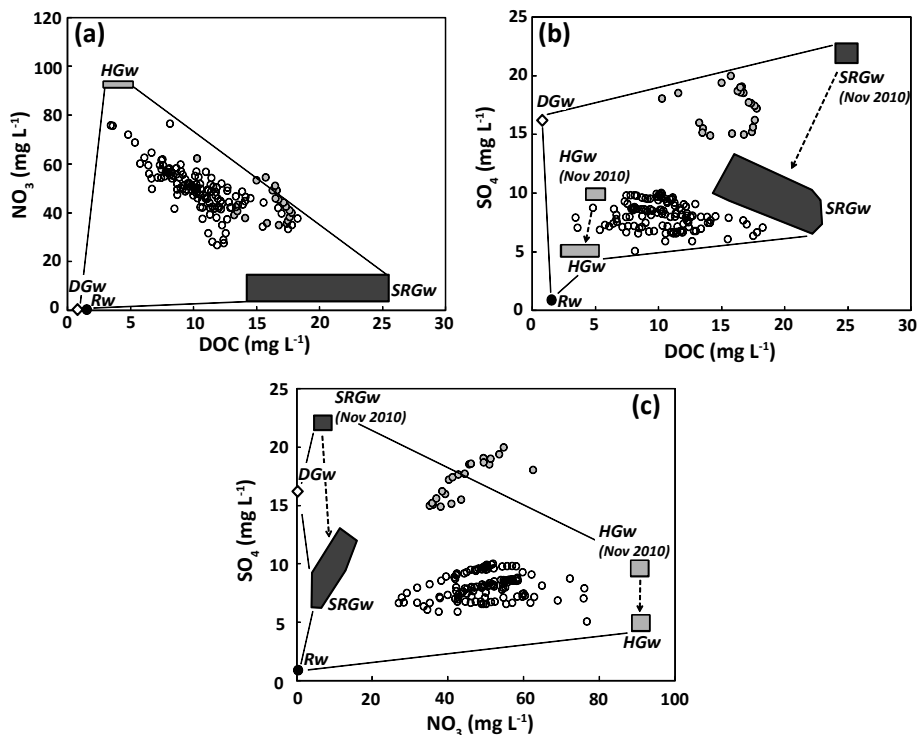 (a)
120
100
80
60
40
20
0
NO3 (mg L-1)
HGw
DGw
Rw
SRGw
0 5 10 15 20 25 30
DOC (mg L-1)
(b)
25
20
15
10
5
0
SO4 (mg L-1)
DGw
SRGw
(Nov 2010)
HGw
(Nov 2010)
SRGw
HGw
Rw
0 5 10 15 20 25 30
DOC (mg L-1)
(c)
25
20
15
10
5
0
SO4 (mg L-1)
SRGw
(Nov 2010)
DGw
HGw
(Nov 2010)
SRGw
HGw
Rw
0 20 40 60 80 100
NO3 (mg L-1)